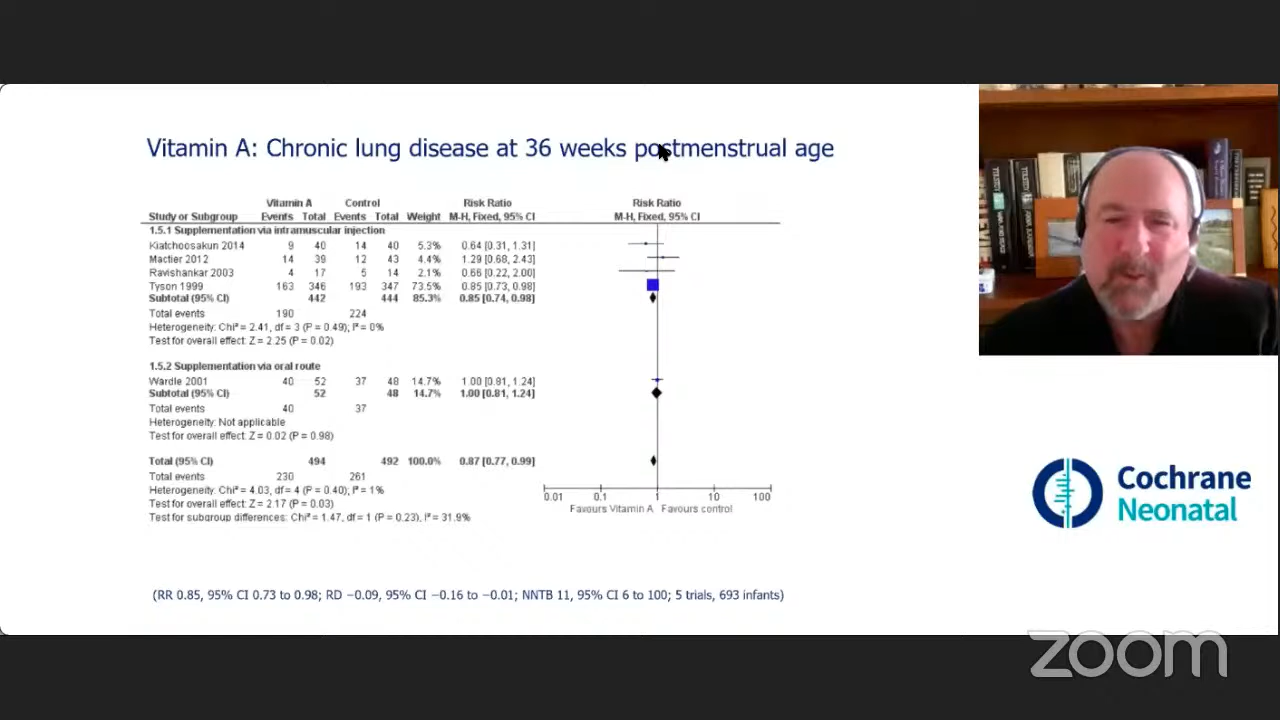 Vitamin A: Chronic lung disease at 36 weeks postmenstrual age
Vitamin A Control Risk Ratio Risk Ratio
Study or Subgroup Events Total Events Total Weight M-H, Fixed, 95% CI M-H, Fixed, 95% CI
1.5.1 Supplementation via intramuscular injection
Kiatchoosakun 2014 9 40 14 40 5.3% 0.64 [0.31, 1.31]
Mactier 2012 14 39 12 43 4.4% 1.29 [0.68, 2.43]
Ravishankar 2003 4 17 5 14 2.1% 0.66 [0.22, 2.00]
Tyson 1999 163 346 193 347 73.5% 0.85 [0.73, 0.98]
Subtotal (95% CI) 442 444 85.3% 0.85 [0.74, 0.98]
Total events 190 224
Heterogeneity: Chi² = 2.41, df = 3 (P = 0.49); I² = 0%
Test for overall effect: Z = 2.25 (P = 0.02)
1.5.2 Supplementation via oral route
Wardle 2001 40 52 37 48 14.7% 1.00 [0.81, 1.24]
Subtotal (95% CI) 52 48 14.7% 1.00 [0.81, 1.24]
Total events 40 37
Heterogeneity: Not applicable
Test for overall effect: Z = 0.02 (P = 0.98)
Total (95% CI) 494 492 100.0% 0.87 [0.77, 0.99]
Total events 230 261
Heterogeneity: Chi² = 4.03, df = 4 (P = 0.40); I² = 1%
Test for overall effect: Z = 2.17 (P = 0.03)
Test for subgroup differences: Chi² = 1.47, df = 1 (P = 0.23), I² = 31.9%
0.01 0.1 1 10 100
Favours Vitamin A Favours control
(RR 0.85, 95% CI 0.73 to 0.98; RD −0.09, 95% CI −0.16 to −0.01; NNTB 11, 95% CI 6 to 100; 5 trials, 693 infants)
Cochrane
Neonatal
zoom